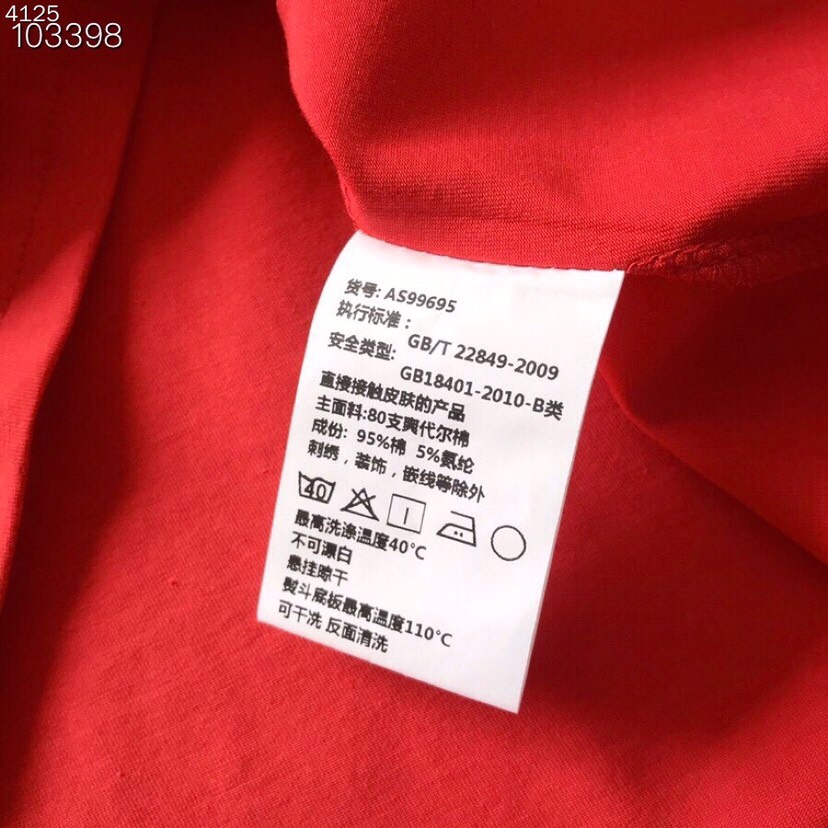 4125
103398
货号: AS99695
执行标准：
GB/T 22849-2009
安全类型:
GB18401-2010-B类
直接接触皮肤的产品
主面料:80支爽代尔棉
成份: 95%棉 5%氨纶
刺绣，装饰，嵌线等除外
40
最高洗涤温度40℃
不可漂白
悬挂晾干
熨斗底板最高温度110℃
可干洗 反面清洗